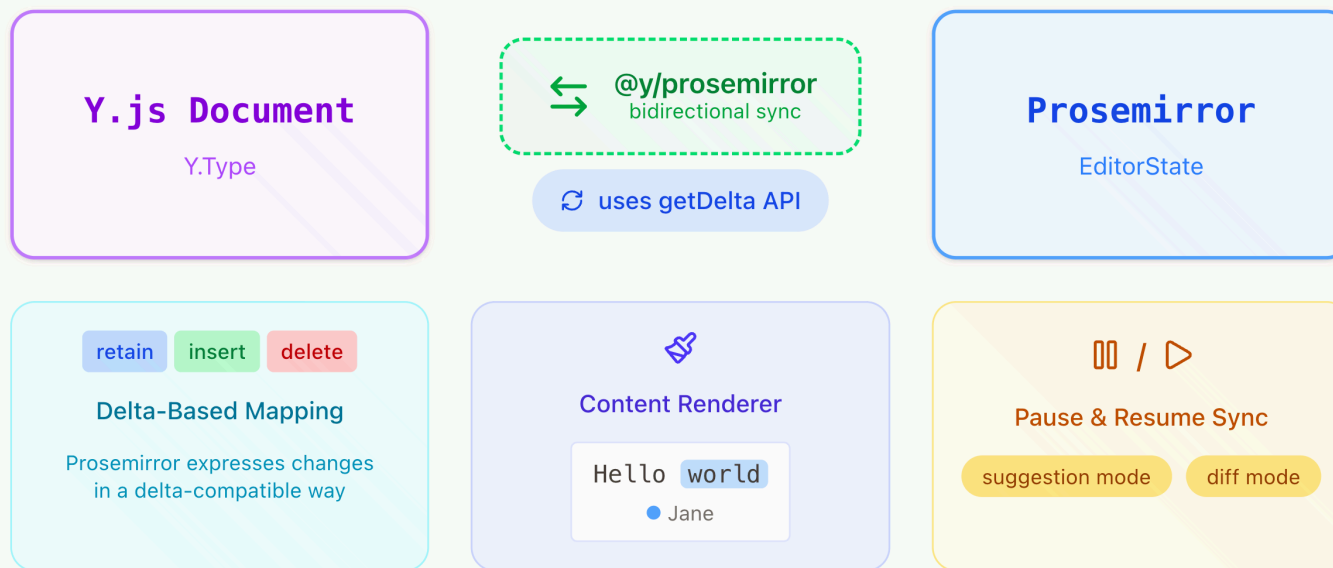 Y.js Document
Y.Type
@y/prosemirror
bidirectional sync
uses getDelta API
Prosemirror
EditorState
retain insert delete
Delta-Based Mapping
Prosemirror expresses changes
in a delta-compatible way
Content Renderer
Hello world
Jane
/
Pause & Resume Sync
suggestion mode diff mode